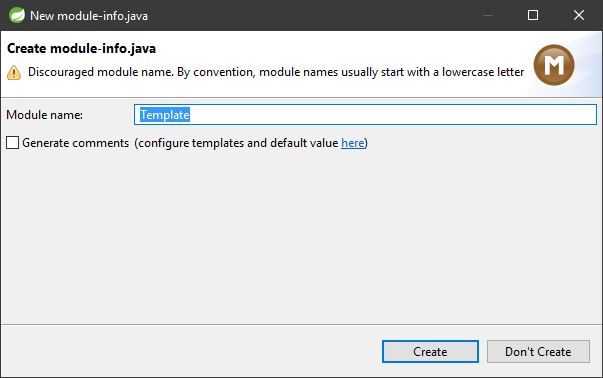 New module-info.java
Create module-info.java
Discouraged module name. By convention, module names usually start with a lowercase letter
M
Module name: Template
Generate comments (configure templates and default value here)
Create Don't Create